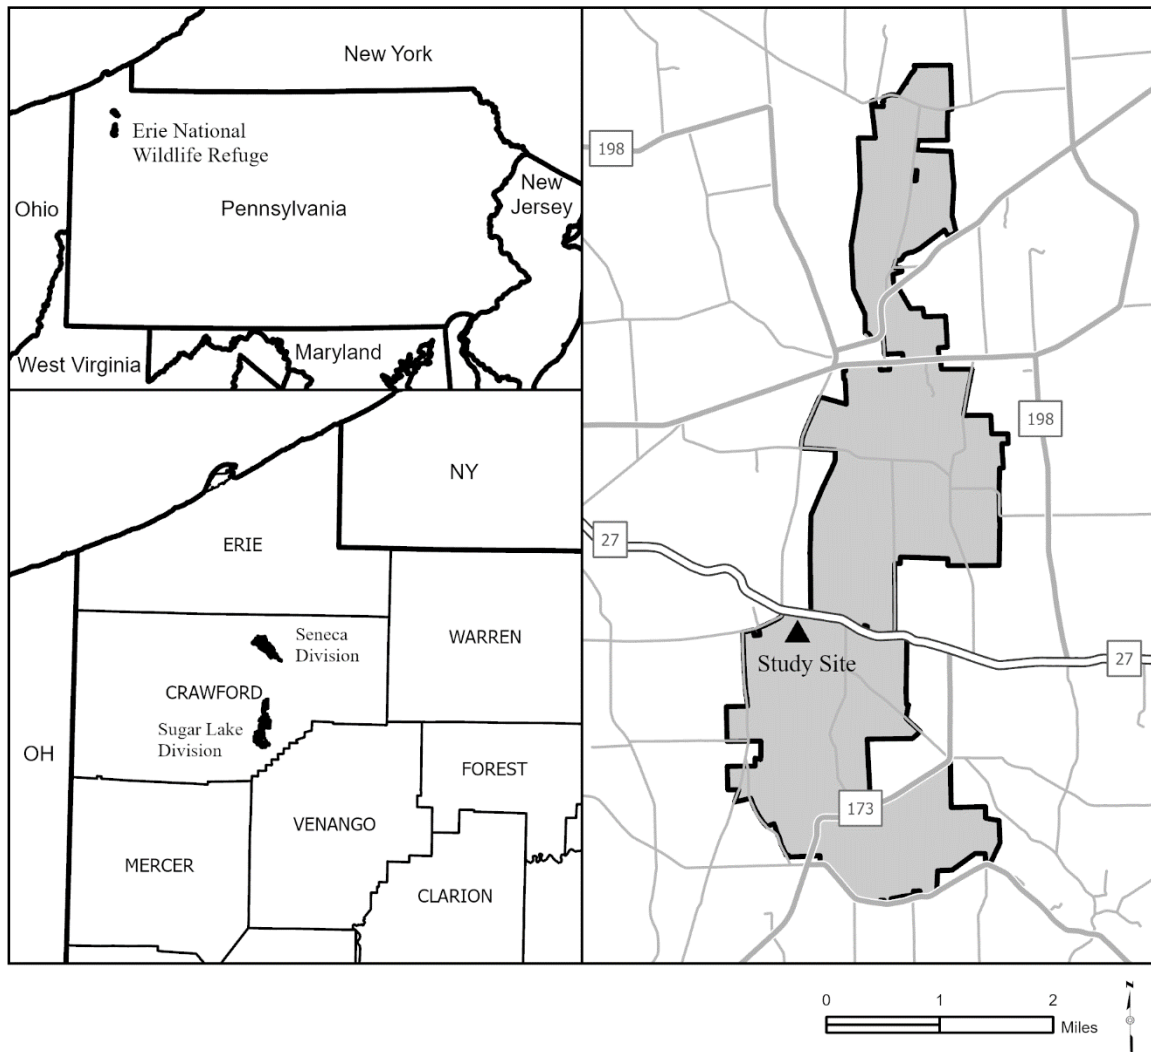 New York
Erie National
Wildlife Refuge
Ohio
Pennsylvania
New
Jersey
West Virginia
Maryland
NY
ERIE
Seneca
Division
WARREN
CRAWFORD
Sugar Lake
Division
OH
FOREST
VENANGO
MERCER
CLARION
198
198
27
Study Site
27
173
0 1 2
Miles
N